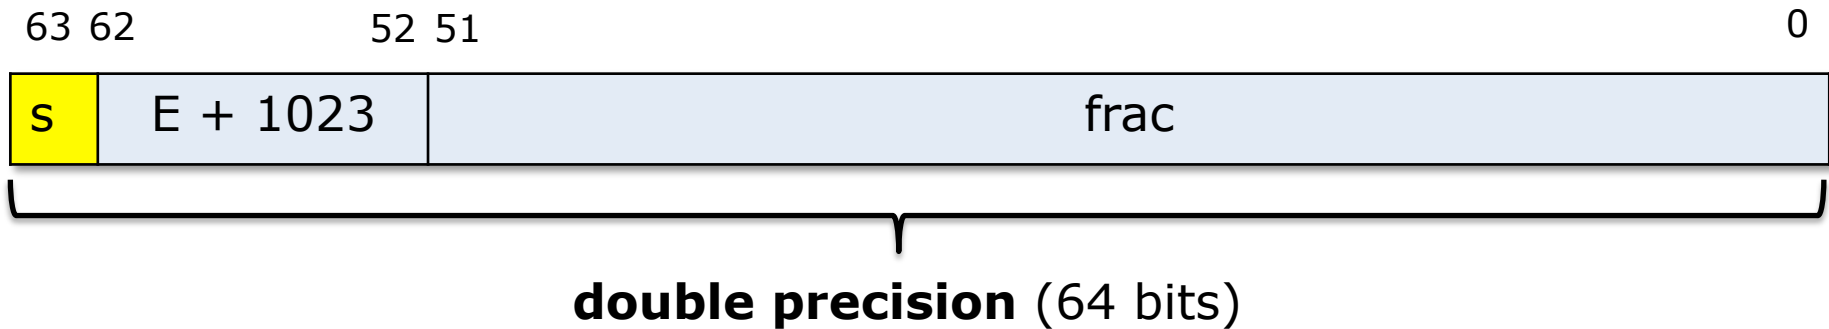 63 62 52 51 0
s E + 1023 frac
double precision (64 bits)